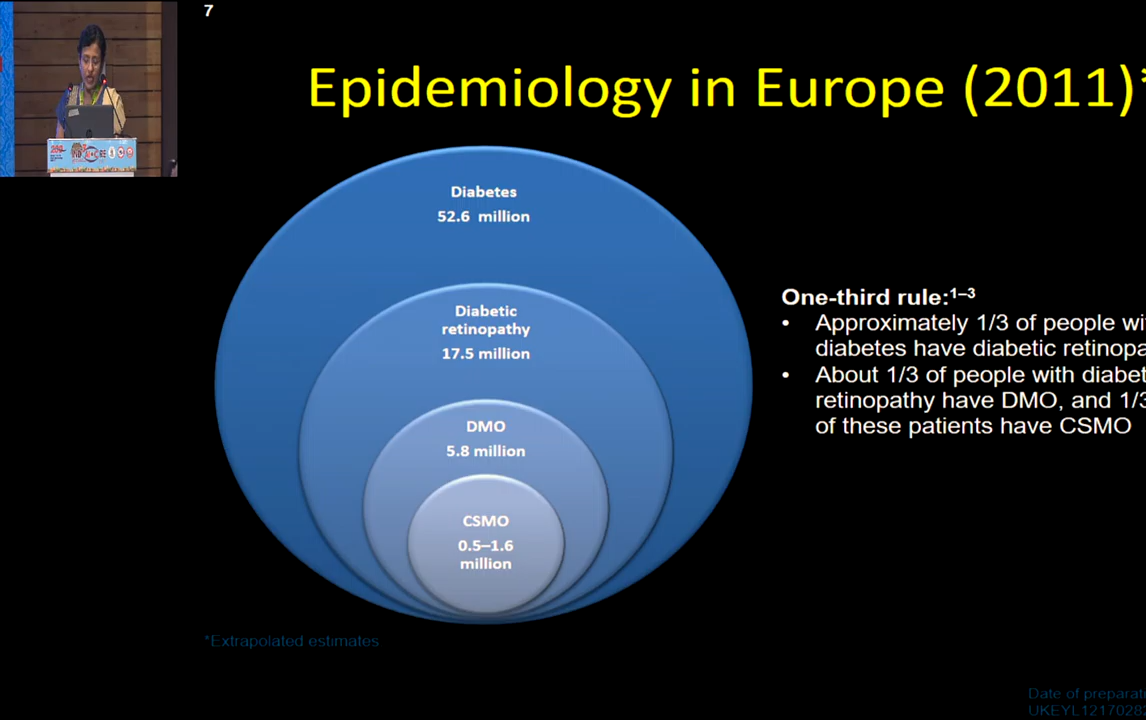 7
Epidemiology in Europe (2011)*
Diabetes
52.6 million
Diabetic
retinopathy
17.5 million
DMO
5.8 million
CSMO
0.5–1.6
million
One-third rule:1–3
• Approximately 1/3 of people wi
diabetes have diabetic retinopa
• About 1/3 of people with diabet
retinopathy have DMO, and 1/3
of these patients have CSMO
*Extrapolated estimates
Date of preparat